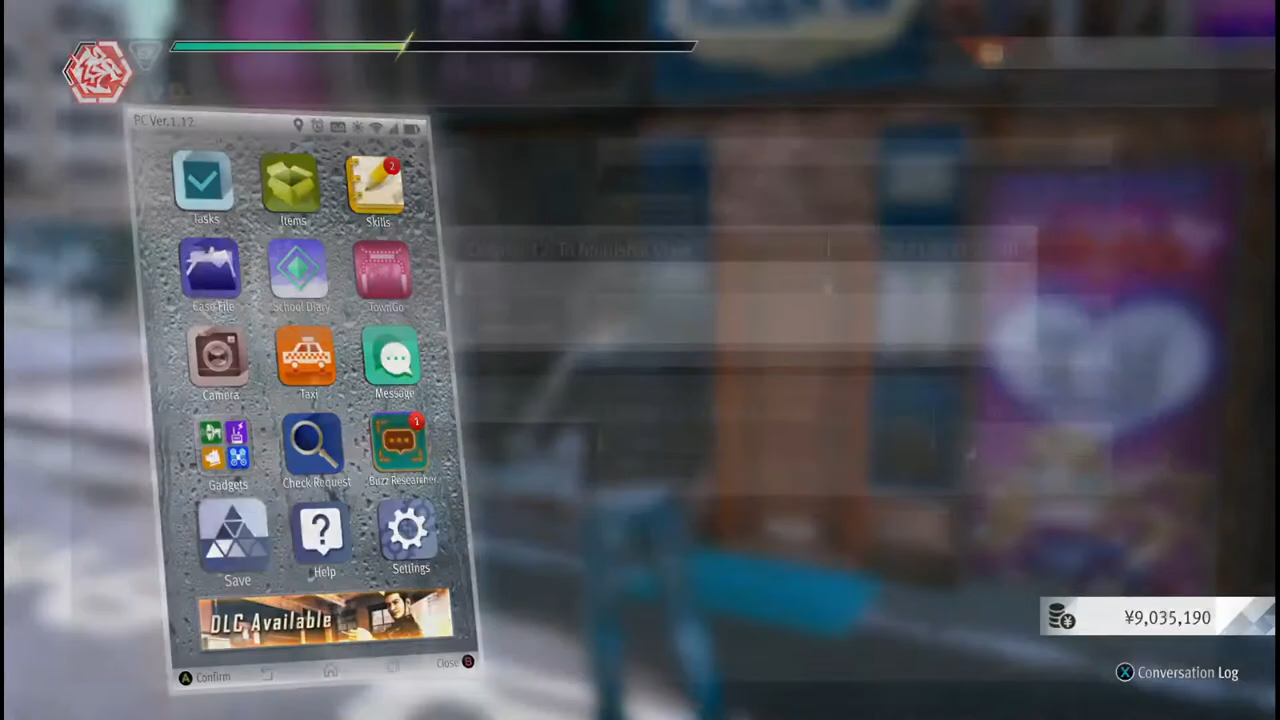 PC Ver.1.12
2
Tasks
Items
Skills
Case File
School Diary
TownGo
Camera
Taxi
Message
1
Gadgets
Check Request
Buzz Researcher
Save
Help
Settings
DLC Available
A Confirm
Close B
¥9,035,190
X Conversation Log